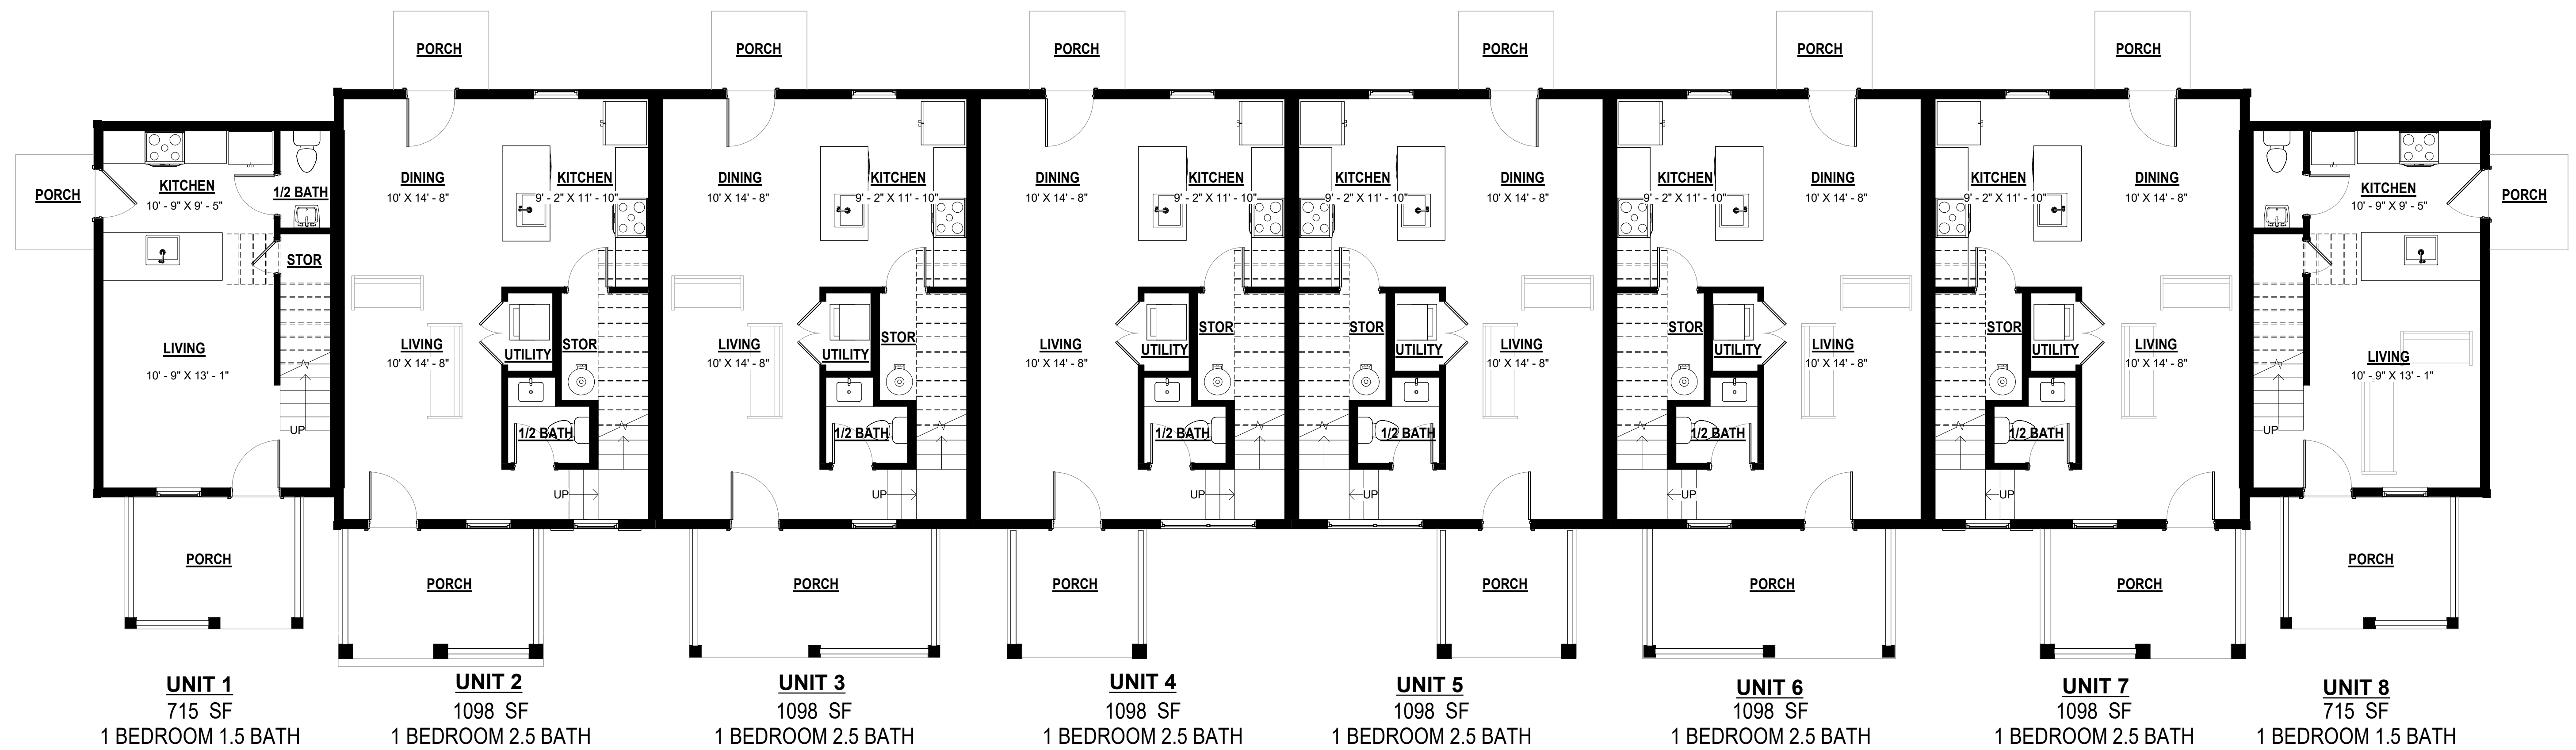 PORCH
PORCH
PORCH
PORCH
PORCH
PORCH
PORCH
KITCHEN
10' - 9" X 9' - 5"
1/2 BATH
STOR
LIVING
10' - 9" X 13' - 1"
UP
PORCH
DINING
10' X 14' - 8"
KITCHEN
9' - 2" X 11' - 10"
LIVING
10' X 14' - 8"
UTILITY
STOR
1/2 BATH
UP
PORCH
DINING
10' X 14' - 8"
KITCHEN
9' - 2" X 11' - 10"
LIVING
10' X 14' - 8"
UTILITY
STOR
1/2 BATH
UP
PORCH
DINING
10' X 14' - 8"
KITCHEN
9' - 2" X 11' - 10"
LIVING
10' X 14' - 8"
UTILITY
STOR
1/2 BATH
UP
PORCH
KITCHEN
9' - 2" X 11' - 10"
DINING
10' X 14' - 8"
STOR
UTILITY
LIVING
10' X 14' - 8"
1/2 BATH
UP
PORCH
KITCHEN
9' - 2" X 11' - 10"
DINING
10' X 14' - 8"
STOR
UTILITY
LIVING
10' X 14' - 8"
1/2 BATH
UP
PORCH
KITCHEN
9' - 2" X 11' - 10"
DINING
10' X 14' - 8"
STOR
UTILITY
LIVING
10' X 14' - 8"
1/2 BATH
UP
PORCH
KITCHEN
10' - 9" X 9' - 5"
PORCH
LIVING
10' - 9" X 13' - 1"
UP
PORCH
UNIT 1
715 SF
1 BEDROOM 1.5 BATH
UNIT 2
1098 SF
1 BEDROOM 2.5 BATH
UNIT 3
1098 SF
1 BEDROOM 2.5 BATH
UNIT 4
1098 SF
1 BEDROOM 2.5 BATH
UNIT 5
1098 SF
1 BEDROOM 2.5 BATH
UNIT 6
1098 SF
1 BEDROOM 2.5 BATH
UNIT 7
1098 SF
1 BEDROOM 2.5 BATH
UNIT 8
715 SF
1 BEDROOM 1.5 BATH